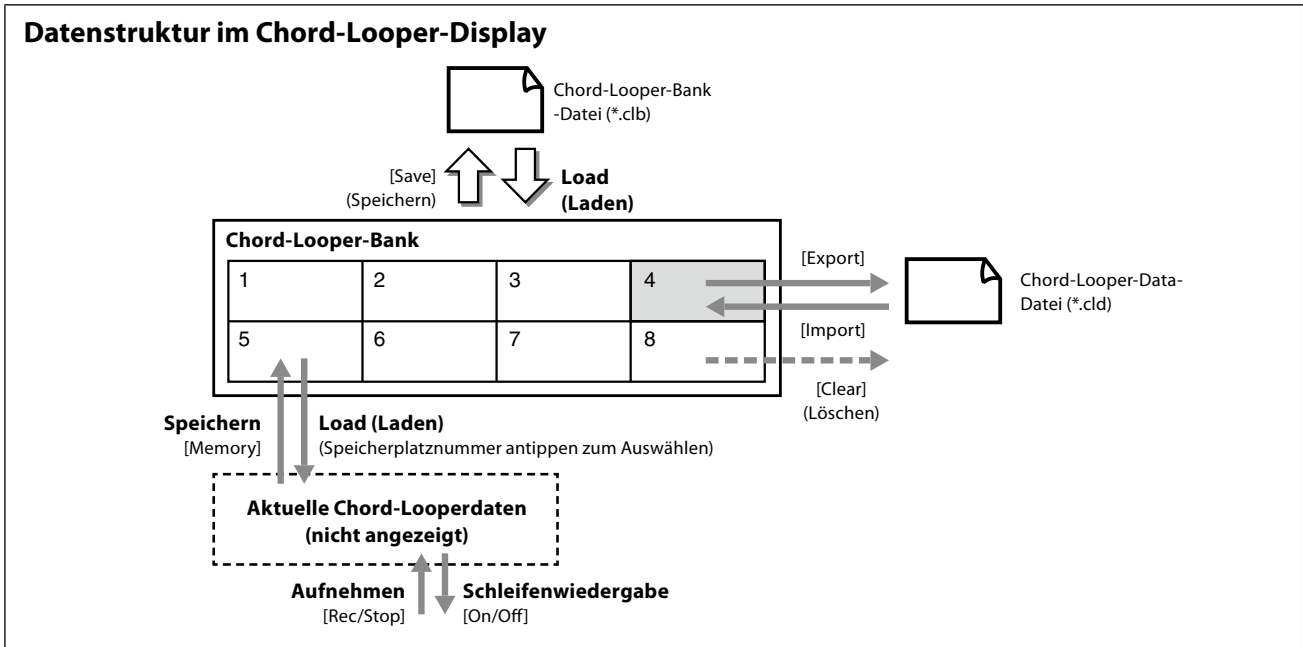 Datenstruktur im Chord-Looper-Display
Chord-Looper-Bank
-Datei (*.clb)
[Save]
(Speichern)
Load
(Laden)
Chord-Looper-Bank
1
2
3
4
[Export]
Chord-Looper-Data-
Datei (*.cld)
[Import]
5
6
7
8
[Clear]
(Löschen)
Speichern
[Memory]
Load (Laden)
(Speicherplatznummer antippen zum Auswählen)
Aktuelle Chord-Looperdaten
(nicht angezeigt)
Aufnehmen
[Rec/Stop]
Schleifenwiedergabe
[On/Off]